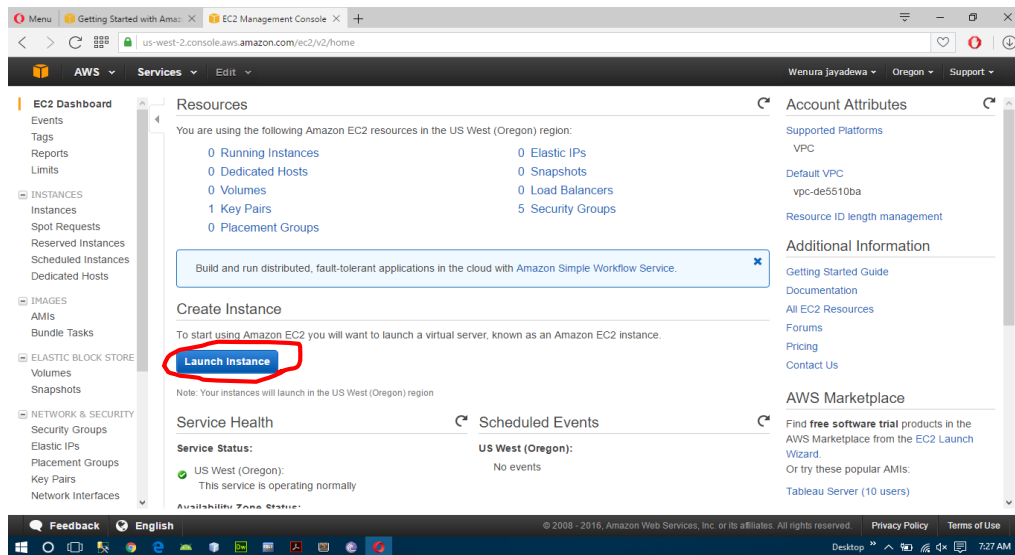 Menu
Getting Started with Ama
EC2 Management Console
us-west-2.console.aws.amazon.com/ec2/v2/home
AWS Services Edit
Wenura jayadewa Oregon Support
EC2 Dashboard
Events
Tags
Reports
Limits
INSTANCES
Instances
Spot Requests
Reserved Instances
Scheduled Instances
Dedicated Hosts
IMAGES
AMIs
Bundle Tasks
ELASTIC BLOCK STORE
Volumes
Snapshots
NETWORK & SECURITY
Security Groups
Elastic IPs
Placement Groups
Key Pairs
Network Interfaces
Resources
You are using the following Amazon EC2 resources in the US West (Oregon) region:
0 Running Instances
0 Dedicated Hosts
0 Volumes
1 Key Pairs
0 Placement Groups
0 Elastic IPs
0 Snapshots
0 Load Balancers
5 Security Groups
Build and run distributed, fault-tolerant applications in the cloud with Amazon Simple Workflow Service.
Create Instance
To start using Amazon EC2 you will want to launch a virtual server, known as an Amazon EC2 instance.
Launch Instance
Note: Your instances will launch in the US West (Oregon) region
Service Health
Service Status:
US West (Oregon):
This service is operating normally
Availability Zone Status:
Scheduled Events
US West (Oregon):
No events
Account Attributes
Supported Platforms
VPC
Default VPC
vpc-de5510ba
Resource ID length management
Additional Information
Getting Started Guide
Documentation
All EC2 Resources
Forums
Pricing
Contact Us
AWS Marketplace
Find free software trial products in the
AWS Marketplace from the EC2 Launch
Wizard.
Or try these popular AMIs:
Tableau Server (10 users)
Feedback English
© 2008 - 2016, Amazon Web Services, Inc. or its affiliates. All rights reserved. Privacy Policy Terms of Use
Dw
Desktop 7:27 AM